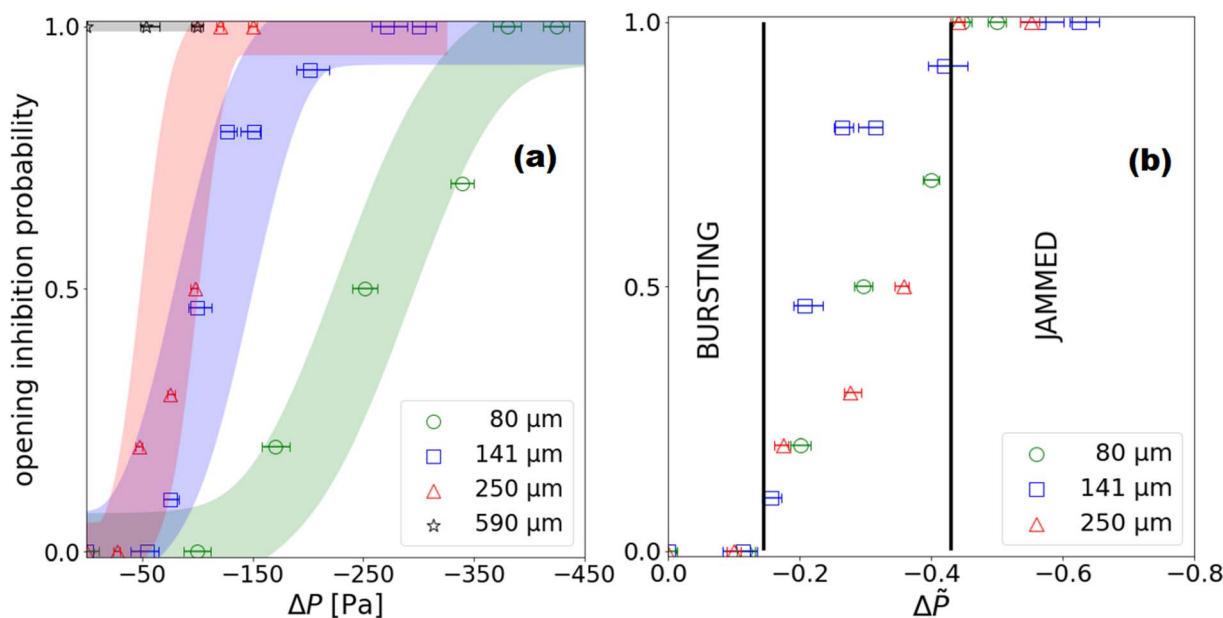 1.0
0.5
0.0
opening inhibition probability
−50
−150
−250
−350
−450
ΔP [Pa]
(a)
80 μm
141 μm
250 μm
590 μm
1.0
0.5
0.0
0.0
−0.2
−0.4
−0.6
−0.8
ΔP̃
BURSTING
JAMMED
(b)
80 μm
141 μm
250 μm